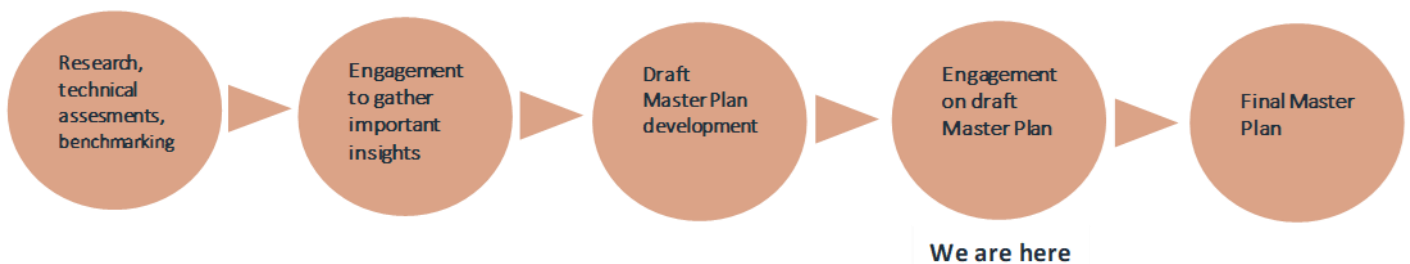 Research,
technical
assesments,
benchmarking
Engagement
to gather
important
insights
Draft
Master Plan
development
Engagement
on draft
Master Plan
Final Master
Plan
We are here